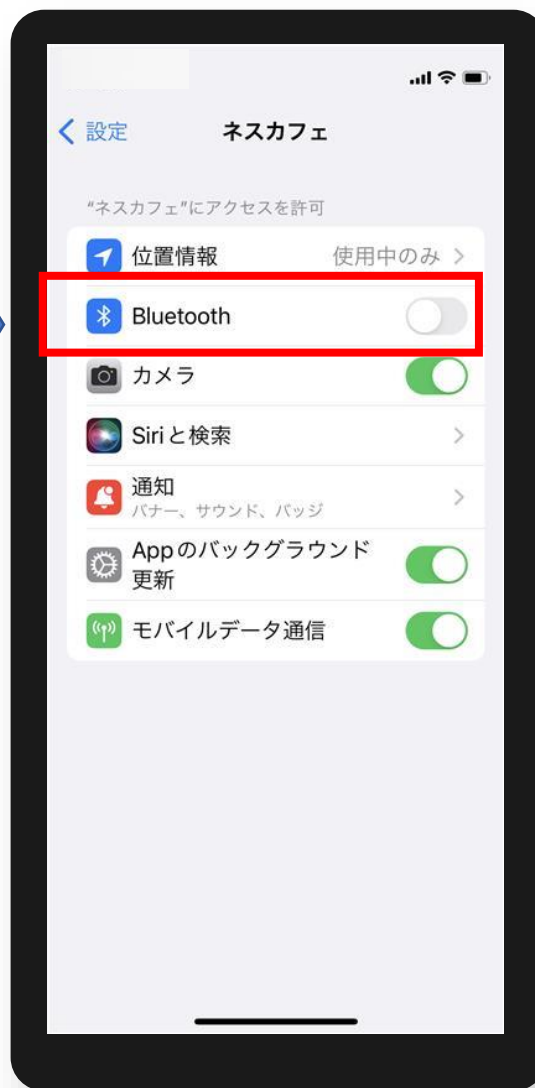 設定
ネスカフェ
“ネスカフェ”にアクセスを許可
位置情報 使用中のみ
Bluetooth
カメラ
Siriと検索
通知
バナー、サウンド、バッジ
Appのバックグラウンド
更新
モバイルデータ通信